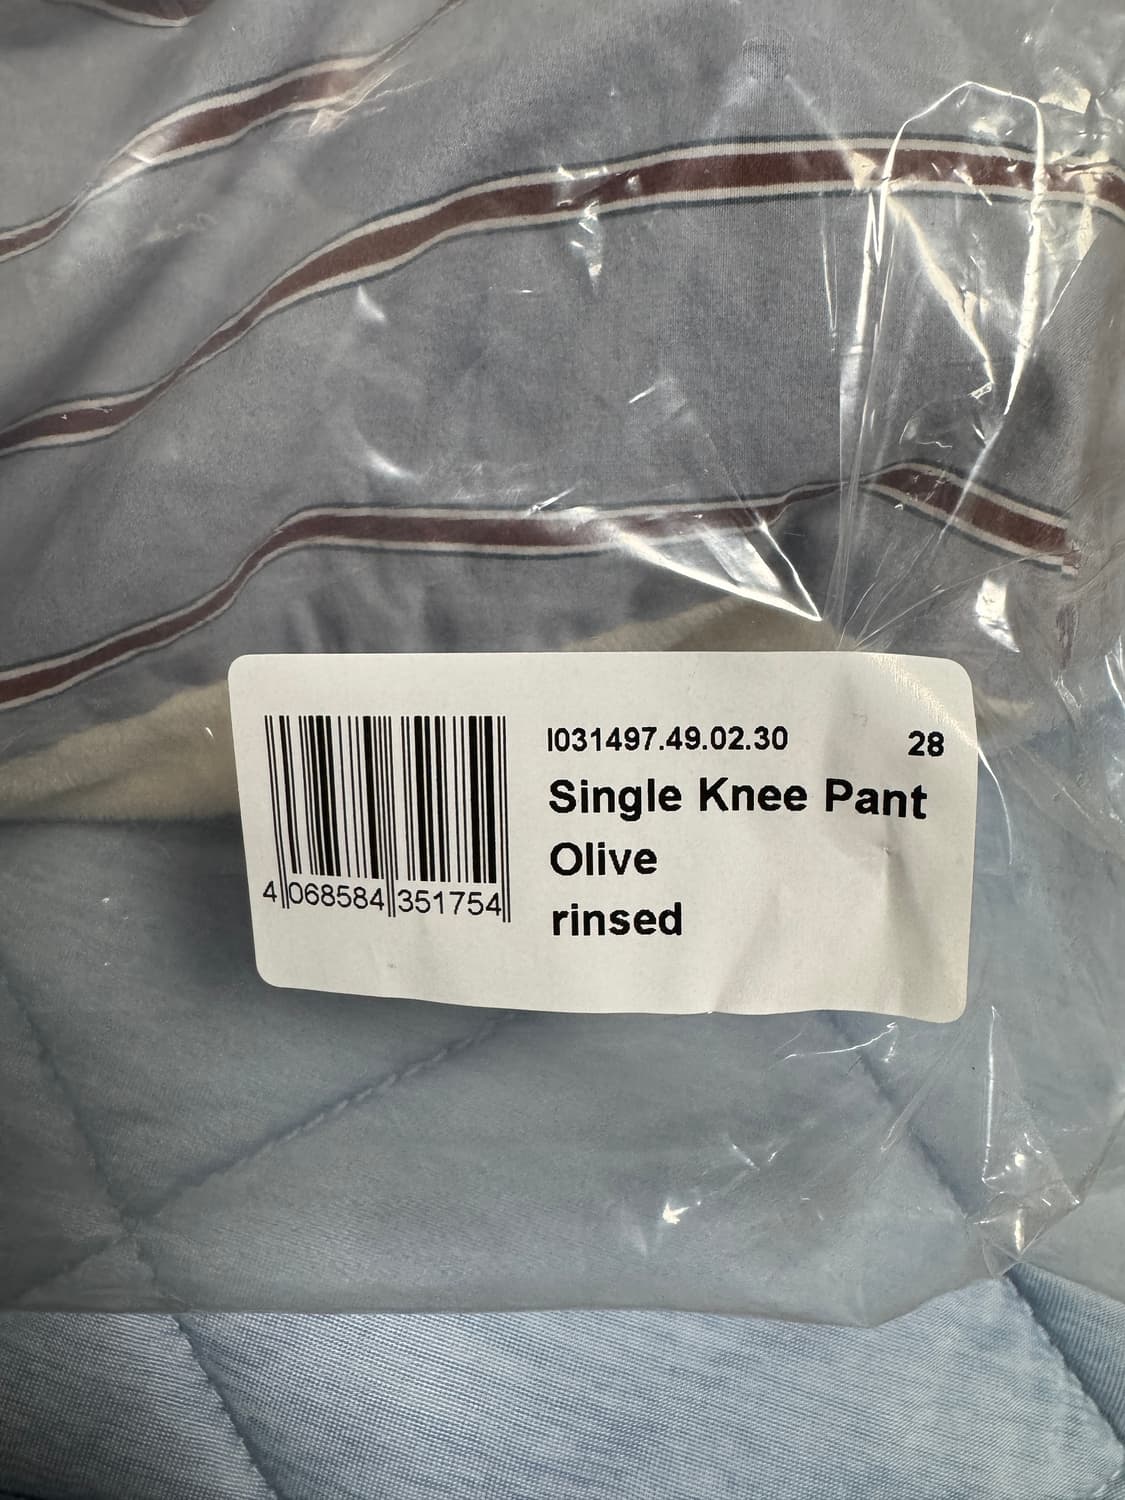 I031497.49.02.30 28
Single Knee Pant
Olive
rinsed
4 068584 351754